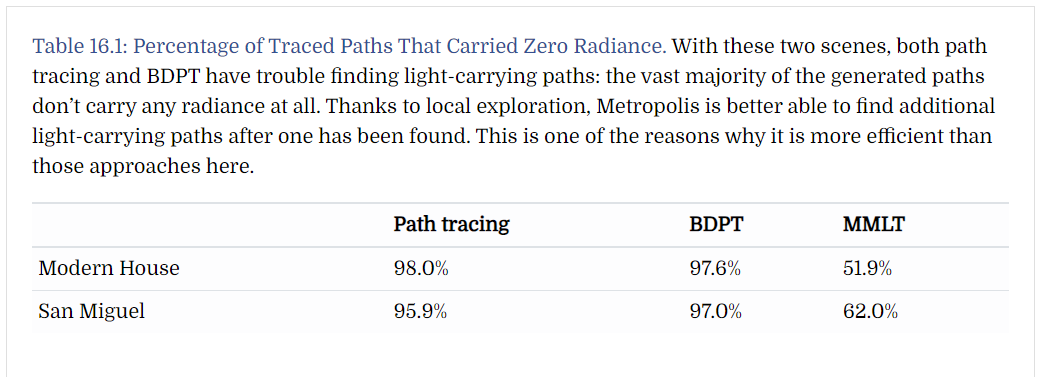 Table 16.1: Percentage of Traced Paths That Carried Zero Radiance. With these two scenes, both path
tracing and BDPT have trouble finding light-carrying paths: the vast majority of the generated paths
don’t carry any radiance at all. Thanks to local exploration, Metropolis is better able to find additional
light-carrying paths after one has been found. This is one of the reasons why it is more efficient than
those approaches here.
Path tracing BDPT MMLT
Modern House 98.0% 97.6% 51.9%
San Miguel 95.9% 97.0% 62.0%